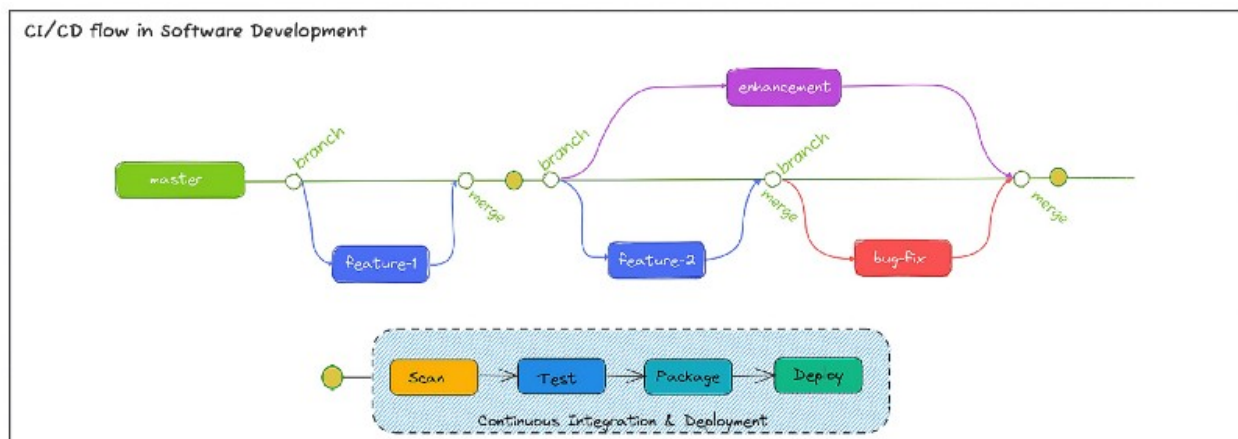 CI/CD flow in Software Development
enhancement
branch
branch
branch
master
merge
merge
merge
feature-1
feature-2
bug-fix
Scan
Test
Package
Deploy
Continuous Integration & Deployment